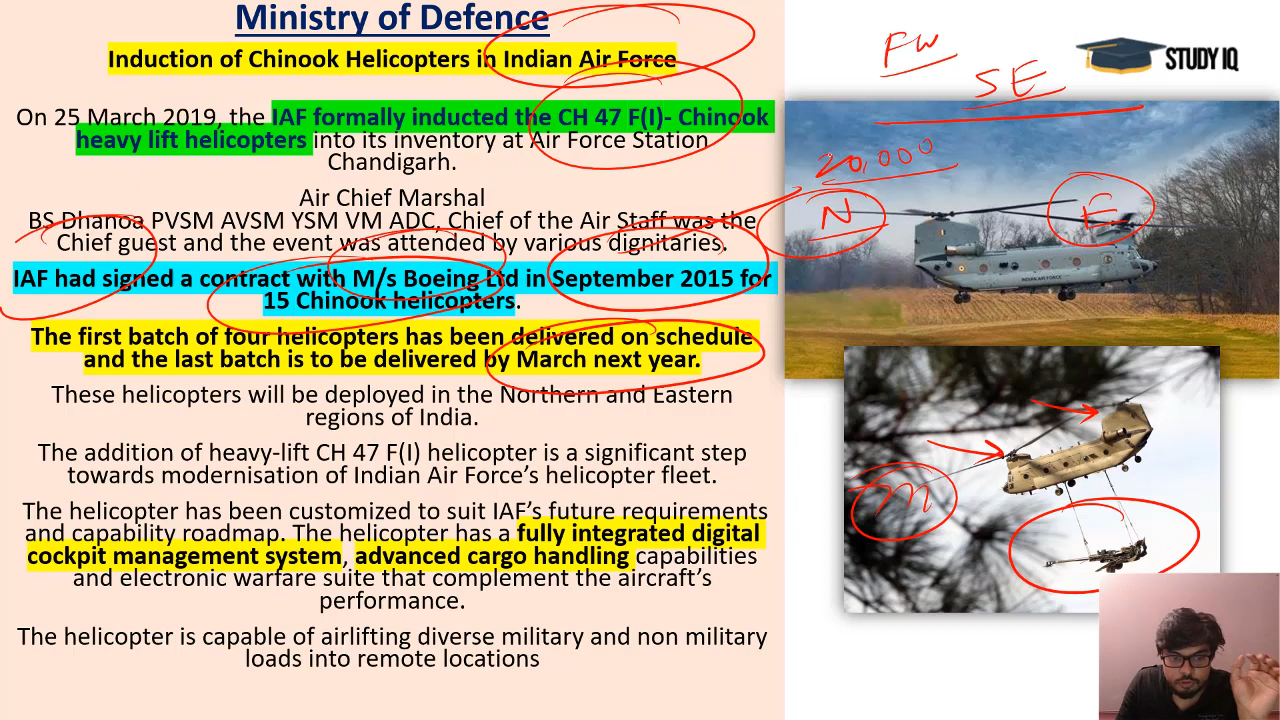 Ministry of Defence
Induction of Chinook Helicopters in Indian Air Force
On 25 March 2019, the IAF formally inducted the CH 47 F(I)- Chinook
heavy lift helicopters into its inventory at Air Force Station
Chandigarh.
Air Chief Marshal
BS Dhanoa PVSM AVSM YSM VM ADC, Chief of the Air Staff was the
Chief guest and the event was attended by various dignitaries.
IAF had signed a contract with M/s Boeing Ltd in September 2015 for
15 Chinook helicopters.
The first batch of four helicopters has been delivered on schedule
and the last batch is to be delivered by March next year.
These helicopters will be deployed in the Northern and Eastern
regions of India.
The addition of heavy-lift CH 47 F(I) helicopter is a significant step
towards modernisation of Indian Air Force's helicopter fleet.
The helicopter has been customized to suit IAF's future requirements
and capability roadmap. The helicopter has a fully integrated digital
cockpit management system, advanced cargo handling capabilities
and electronic warfare suite that complement the aircraft's
performance.
The helicopter is capable of airlifting diverse military and non military
loads into remote locations
FW
SE
STUDY IQ
20,000
N
E
INDIAN AIR FORCE
M